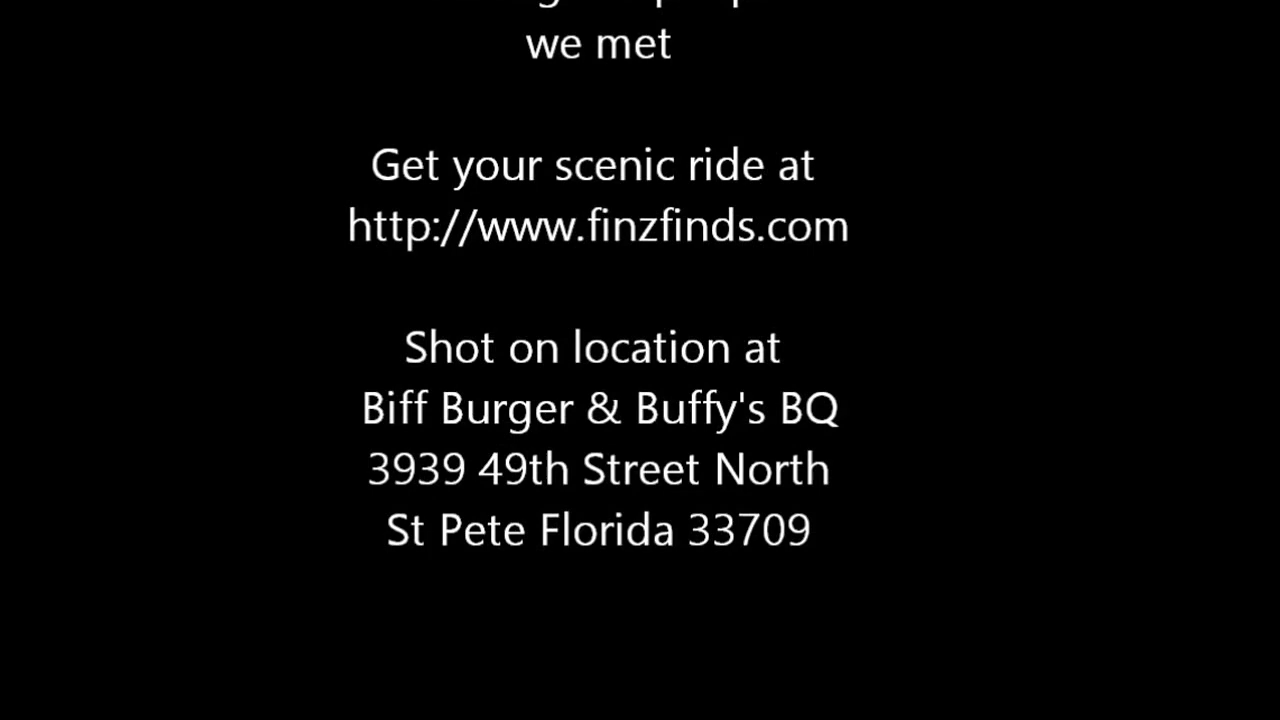 we met
Get your scenic ride at
http://www.finzfinds.com
Shot on location at
Biff Burger & Buffy's BQ
3939 49th Street North
St Pete Florida 33709